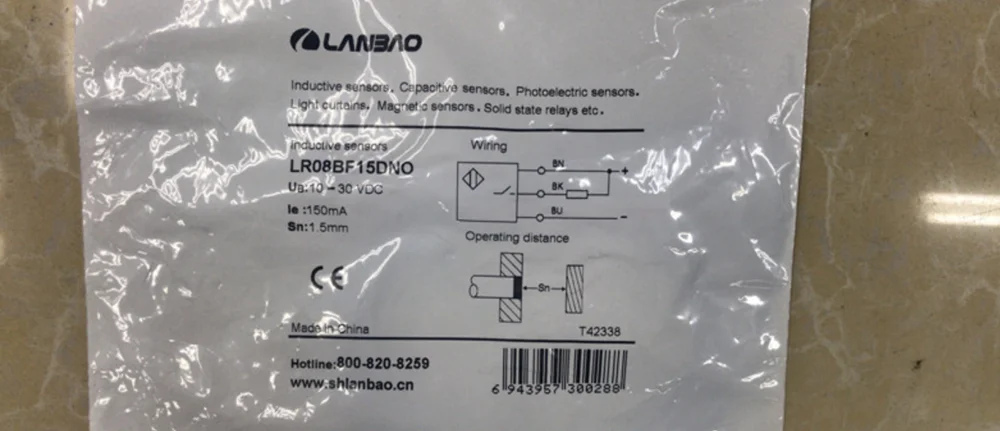 LANBAO
Inductive sensors, Capacitive sensors, Photoelectric sensors.
Light curtains, Magnetic sensors, Solid state relays etc.
Inductive sensors
LR08BF15DNO
UB:10 - 30 VDC
Ie :150mA
Sn:1.5mm
Wiring
BN
+
BK
BU
-
Operating distance
Sn
CE
Made in China
T42338
Hotline:800-820-8259
www.shlanbao.cn
6 943957 300288